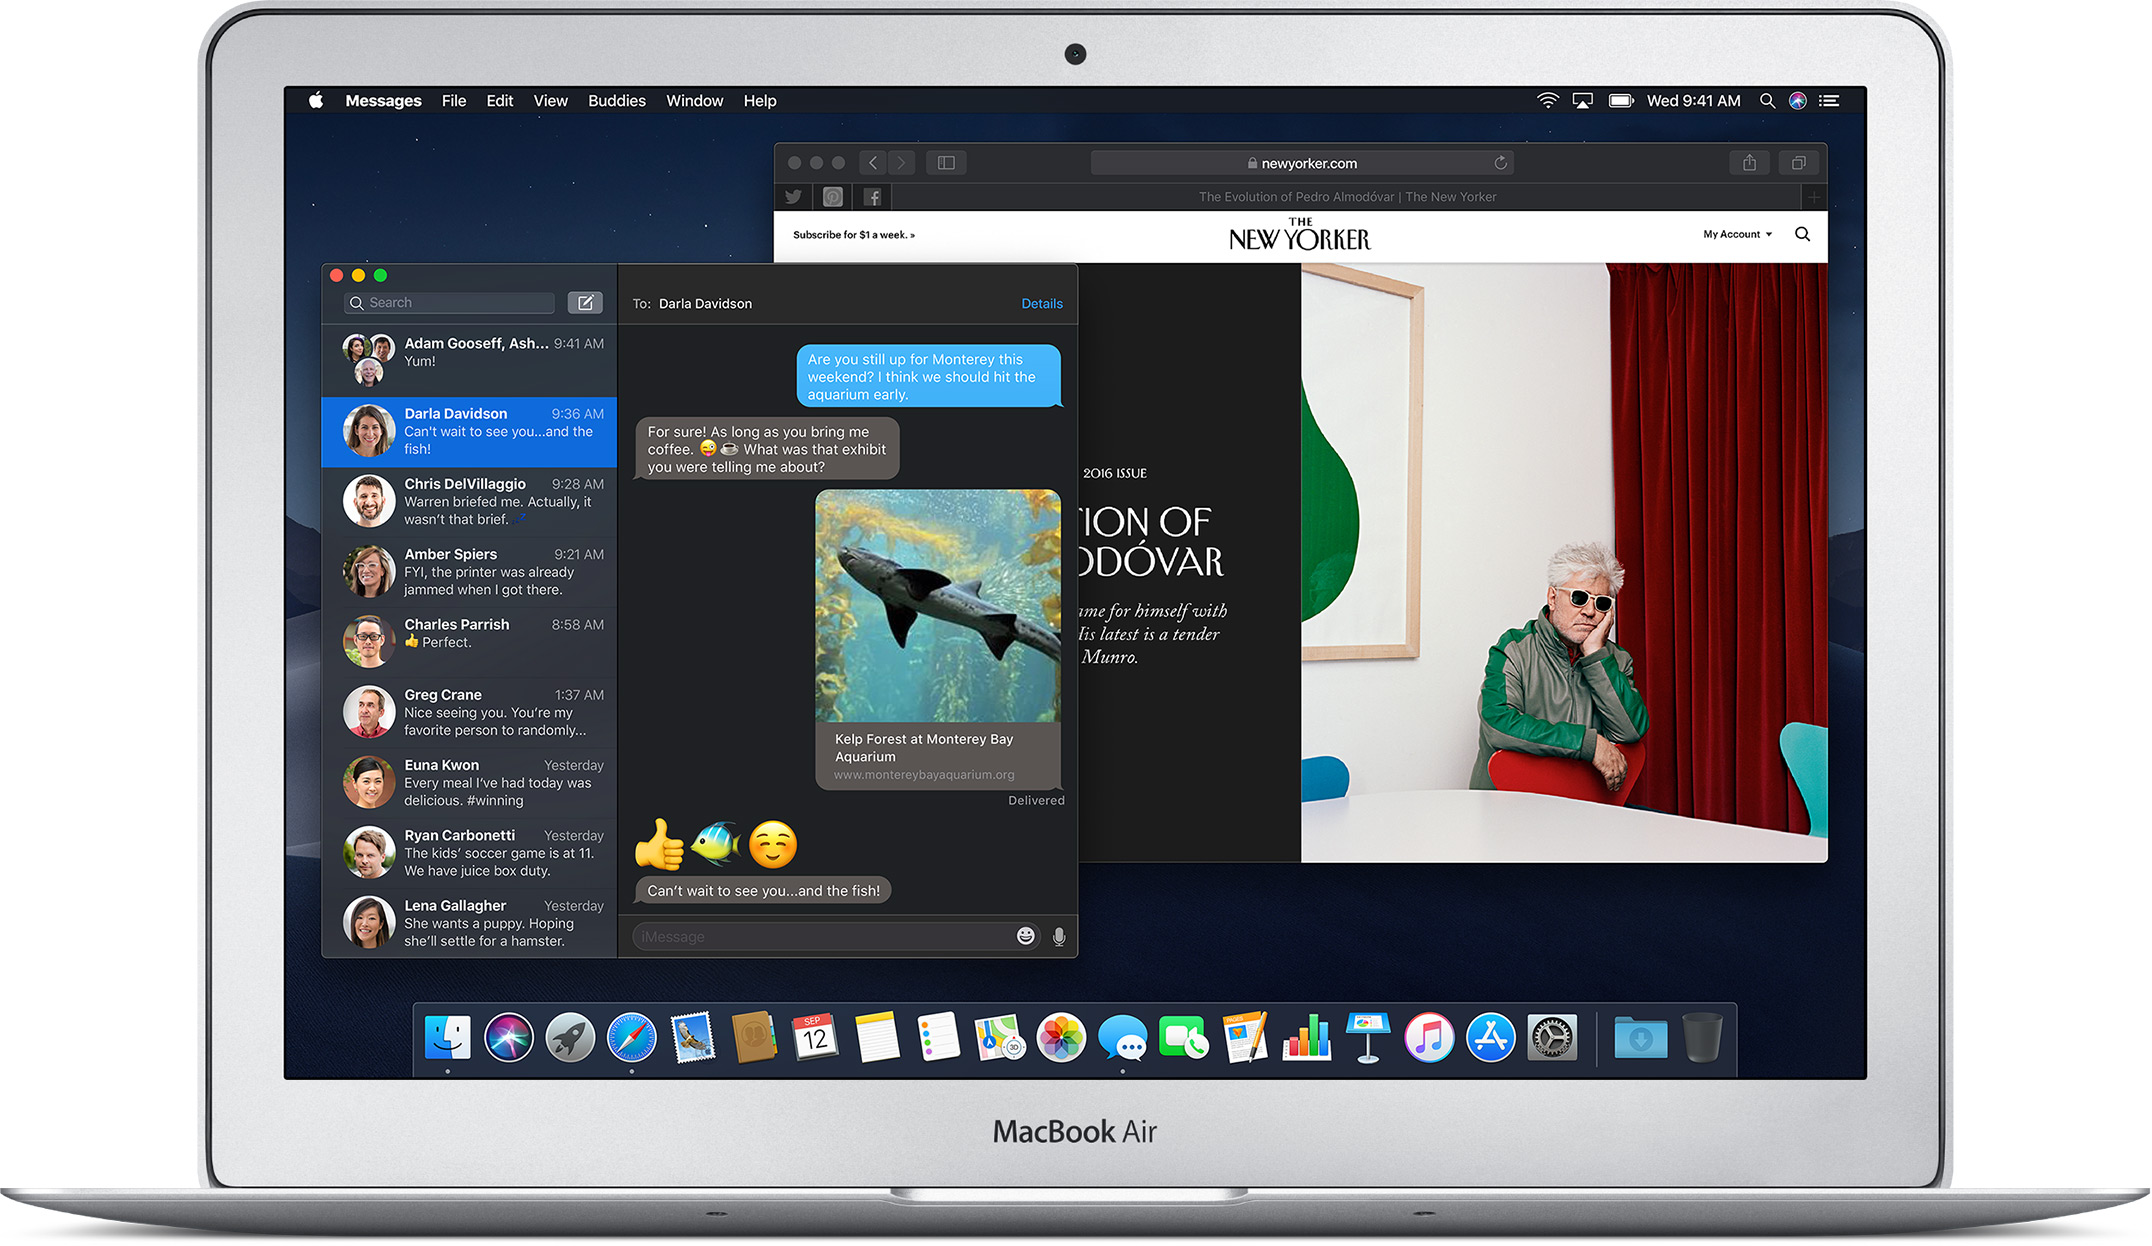 Messages File Edit View Buddies Window Help
Wed 9:41 AM
newyorker.com
The Evolution of Pedro Almodóvar | The New Yorker
Subscribe for $1 a week. »
THE
NEW YORKER
My Account
2016 ISSUE
TION OF
ODÓVAR
ame for himself with
His latest is a tender
Munro.
Search
Adam Gooseff, Ash... 9:41 AM
Yum!
Darla Davidson 9:36 AM
Can't wait to see you...and the
fish!
Chris DelVillaggio 9:28 AM
Warren briefed me. Actually, it
wasn't that brief. 💤
Amber Spiers 9:21 AM
FYI, the printer was already
jammed when I got there.
Charles Parrish 8:58 AM
👍 Perfect.
Greg Crane 1:37 AM
Nice seeing you. You're my
favorite person to randomly...
Euna Kwon Yesterday
Every meal I've had today was
delicious. #winning
Ryan Carbonetti Yesterday
The kids' soccer game is at 11.
We have juice box duty.
Lena Gallagher Yesterday
She wants a puppy. Hoping
she'll settle for a hamster.
To: Darla Davidson Details
Are you still up for Monterey this
weekend? I think we should hit the
aquarium early.
For sure! As long as you bring me
coffee. 😜☕ What was that exhibit
you were telling me about?
Kelp Forest at Monterey Bay
Aquarium
www.montereybayaquarium.org
Delivered
👍🐠☺️
Can't wait to see you...and the fish!
iMessage
SEP
12
3D
PAGES
MacBook Air